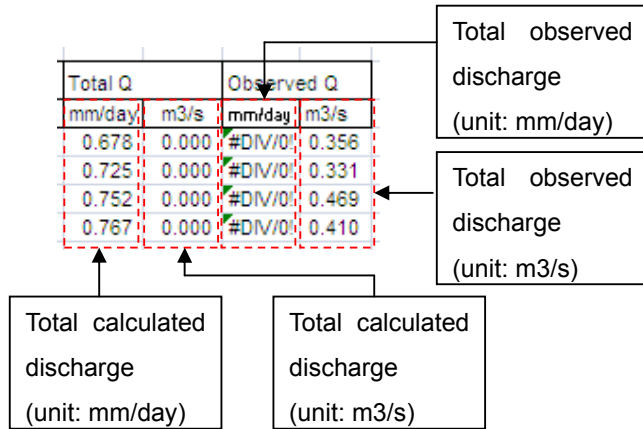 Total observed
discharge
(unit: mm/day)
Total Q Observed Q
mm/day m3/s mm/day m3/s
0.678 0.000 #DIV/0! 0.356
0.725 0.000 #DIV/0! 0.331
0.752 0.000 #DIV/0! 0.469
0.767 0.000 #DIV/0! 0.410
Total observed
discharge
(unit: m3/s)
Total calculated
discharge
(unit: mm/day)
Total calculated
discharge
(unit: m3/s)